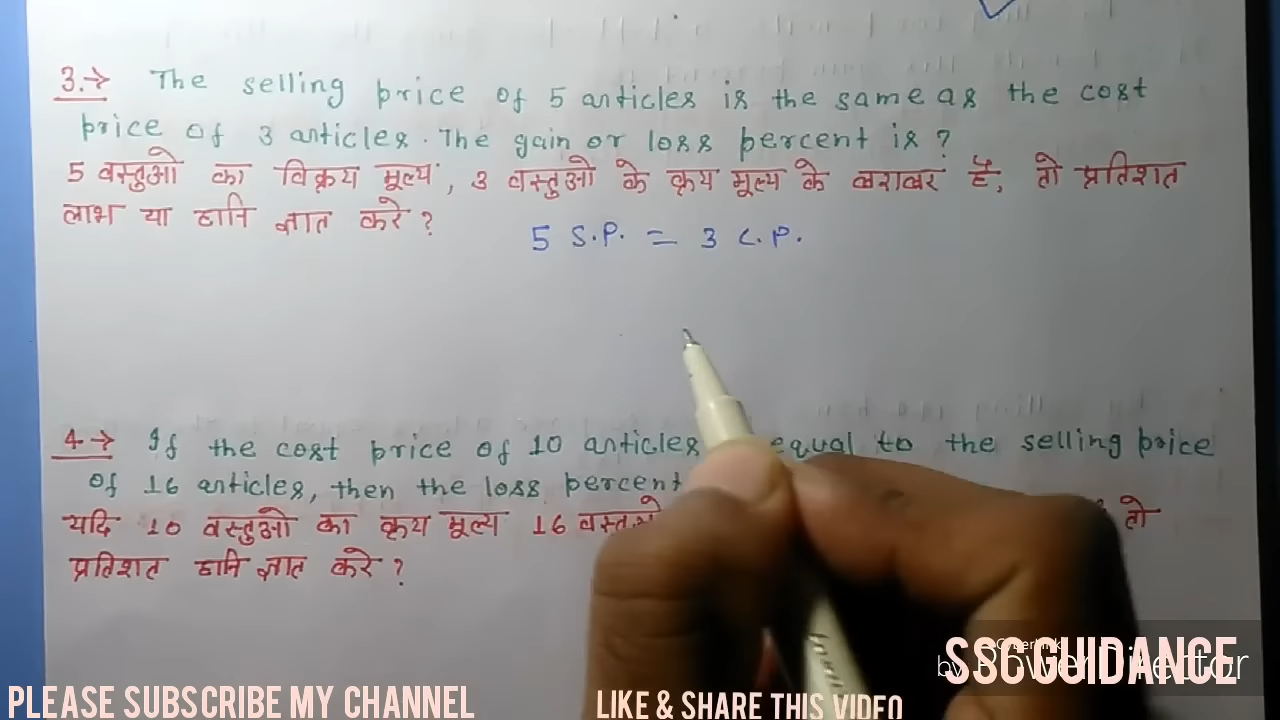 3.→ The selling price of 5 articles is the same as the cost
price of 3 articles. The gain or loss percent is?
5 वस्तुओ का विक्रय मूल्य, 3 वस्तुओ के क्रय मूल्य के बराबर है, तो प्रतिशत
लाभ या हानि ज्ञात करे?
5 S.P. = 3 C.P.
4→ If the cost price of 10 articles equal to the selling price
of 16 articles, then the loss percent
यदि 10 वस्तुओ का क्रय मूल्य 16 तो
प्रतिशत हानि ज्ञात करे?
SSCGUIDANCE
by PowerDirector
PLEASE SUBSCRIBE MY CHANNEL
LIKE & SHARE THIS VIDEO